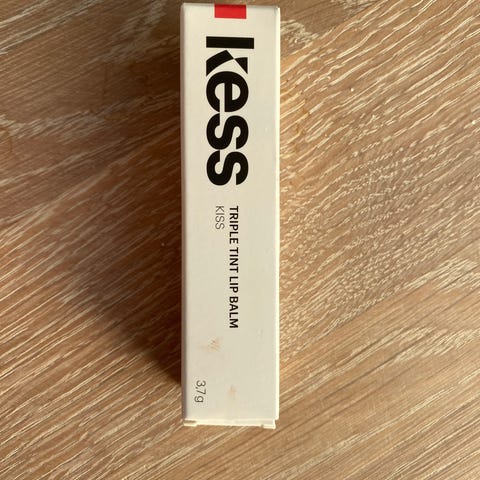 kess
TRIPLE TINT LIP BALM
KISS
3,7g